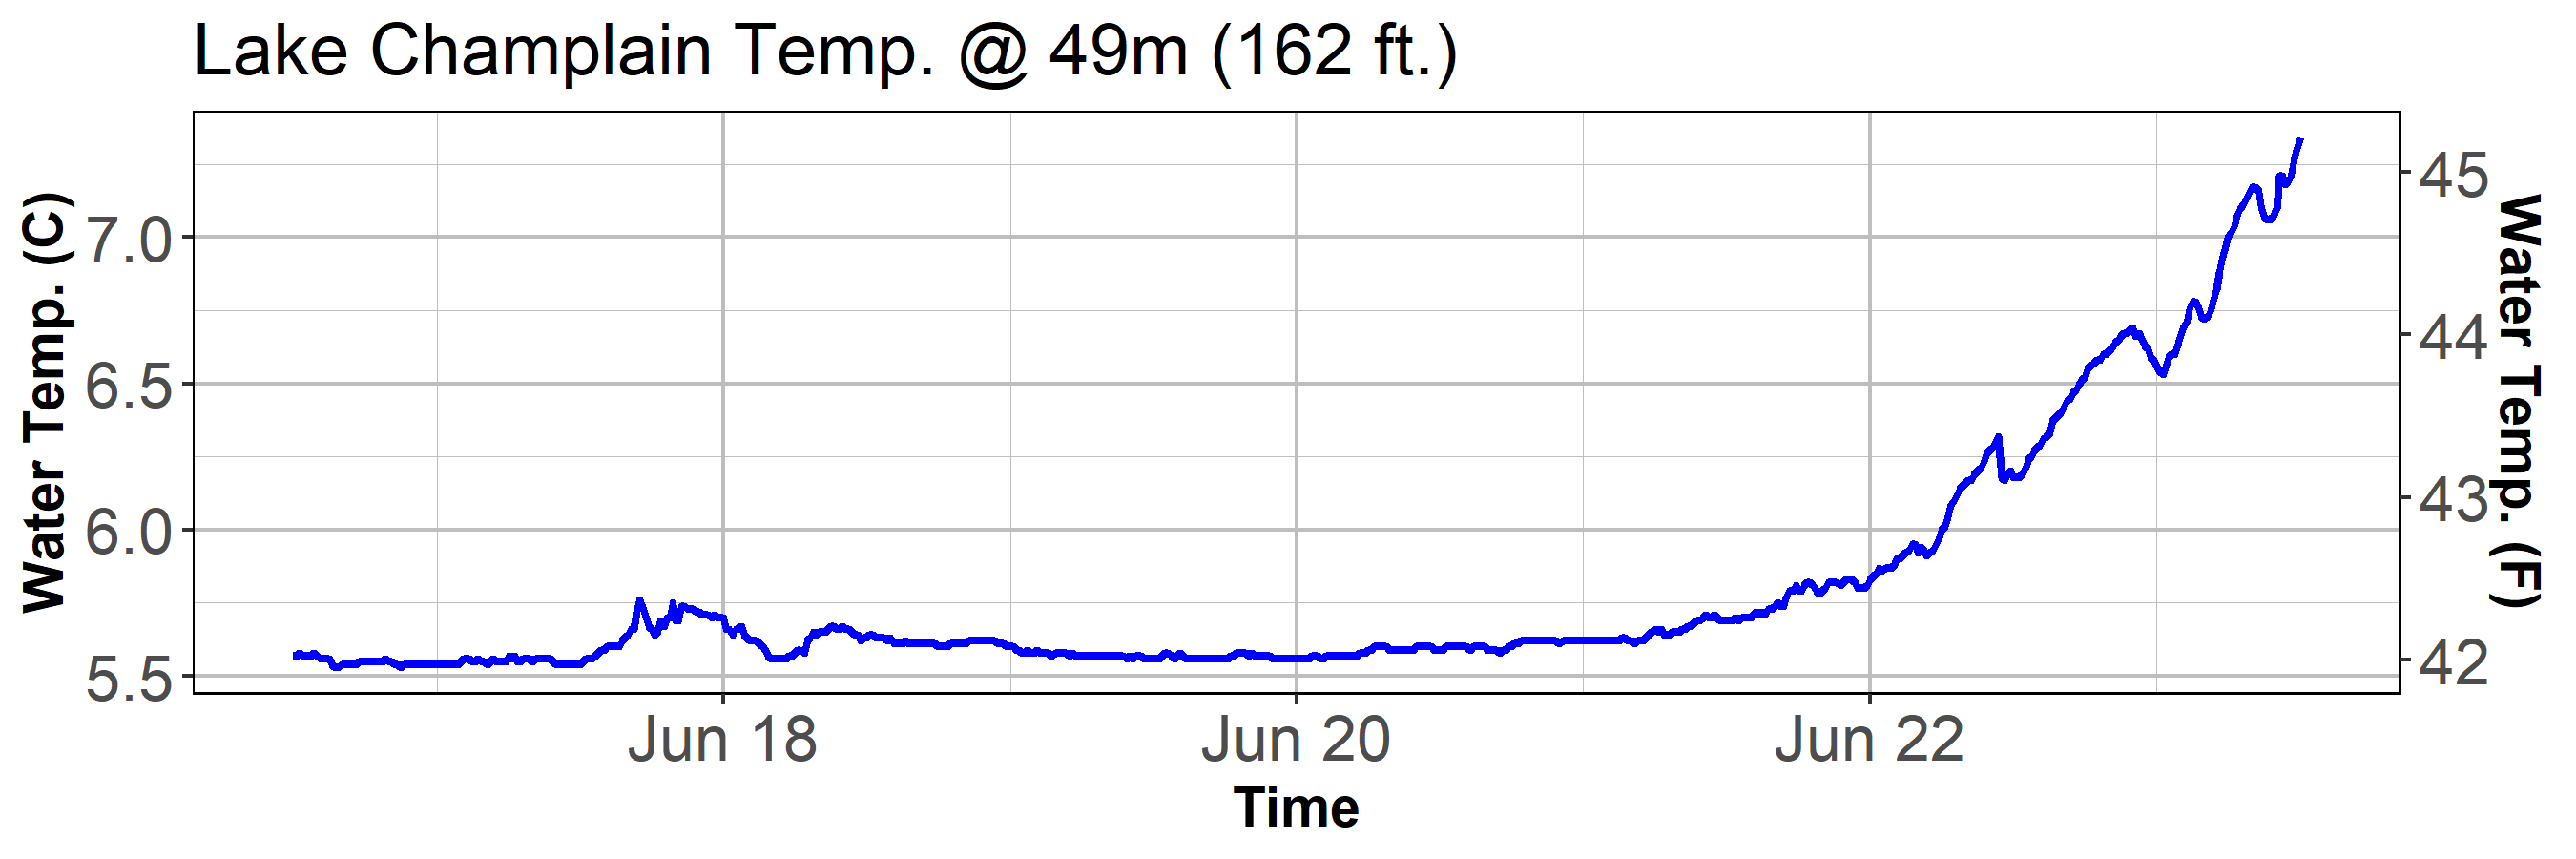 Lake Champlain Temp. @ 49m (162 ft.)
Water Temp. (C)
7.0
6.5
6.0
5.5
45
44
43
42
Water Temp. (F)
Jun 18
Jun 20
Jun 22
Time